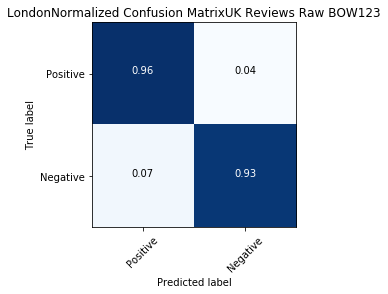 LondonNormalized Confusion MatrixUK Reviews Raw BOW123
Positive
0.96
0.04
True label
Negative
0.07
0.93
Positive
Negative
Predicted label